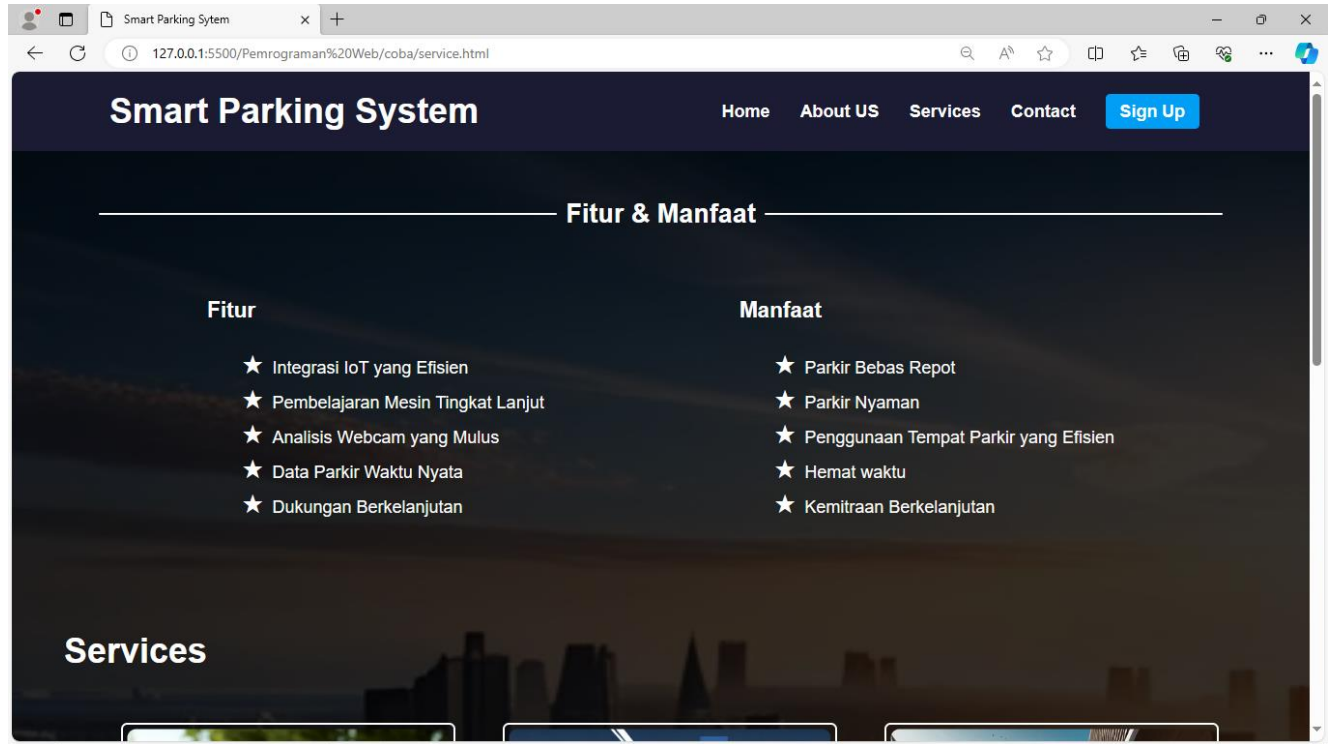 Smart Parking Sytem
127.0.0.1:5500/Pemrograman%20Web/coba/service.html
Smart Parking System
Home About US Services Contact Sign Up
Fitur & Manfaat
Fitur
★ Integrasi IoT yang Efisien
★ Pembelajaran Mesin Tingkat Lanjut
★ Analisis Webcam yang Mulus
★ Data Parkir Waktu Nyata
★ Dukungan Berkelanjutan
Manfaat
★ Parkir Bebas Repot
★ Parkir Nyaman
★ Penggunaan Tempat Parkir yang Efisien
★ Hemat waktu
★ Kemitraan Berkelanjutan
Services